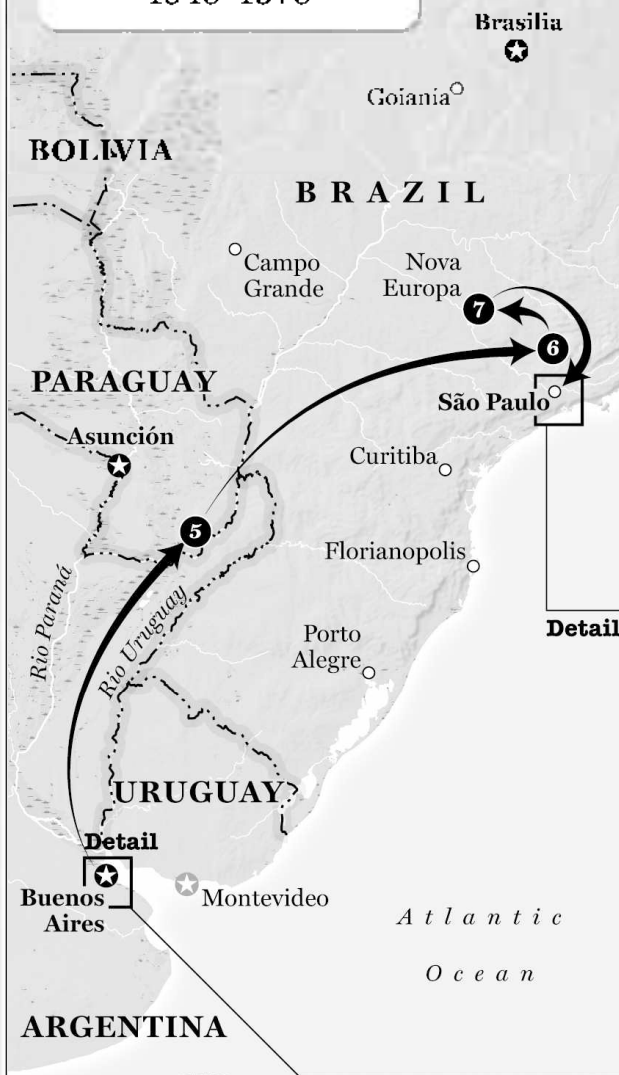 Brasilia
Goiania
BOLIVIA
BRAZIL
Campo
Grande
Nova
Europa
7
6
PARAGUAY
São Paulo
Asunción
Curitiba
5
Florianopolis
Rio Paraná
Rio Uruguay
Detail
Porto
Alegre
URUGUAY
Detail
Buenos
Aires
Montevideo
Atlantic
Ocean
ARGENTINA